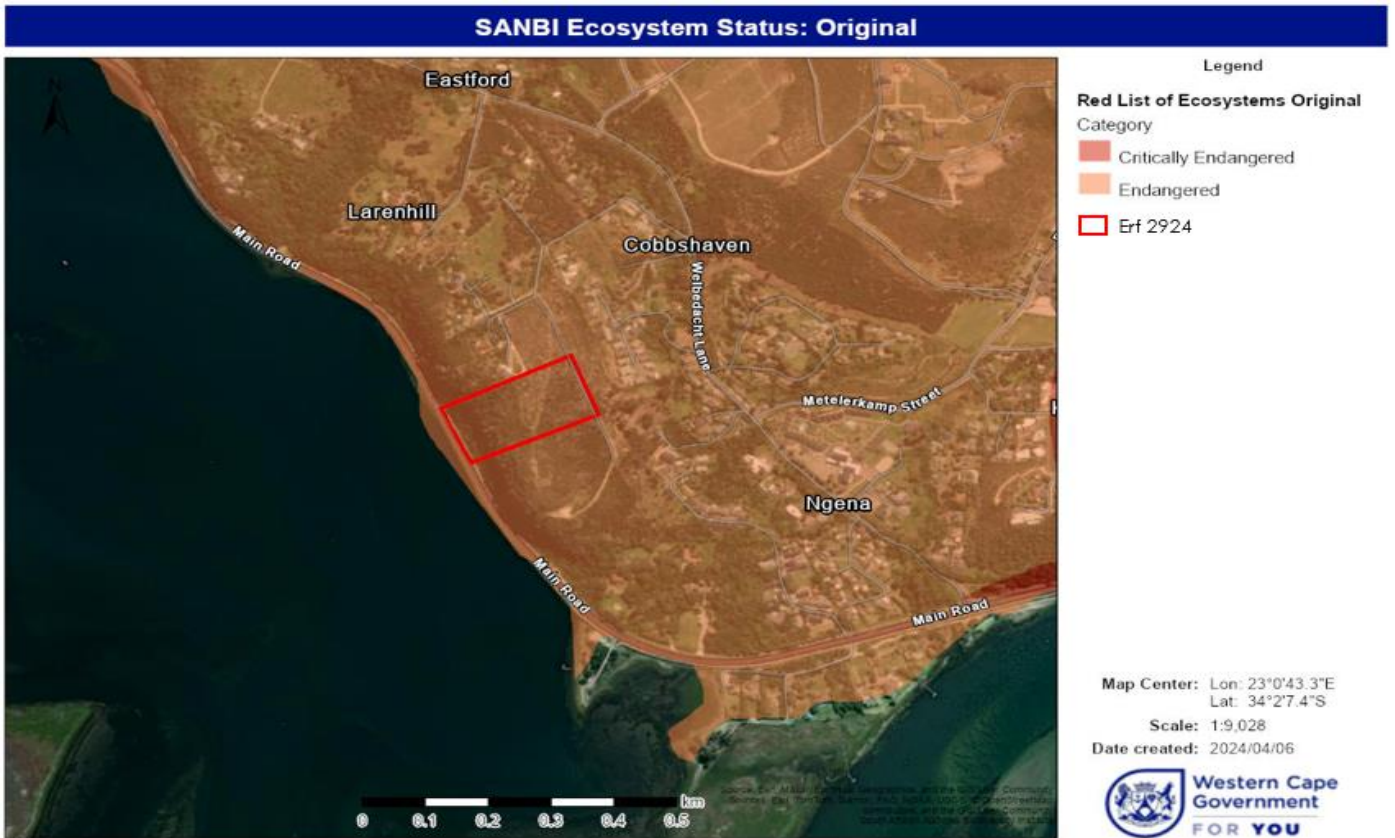 SANBI Ecosystem Status: Original
N
Eastford
Larenhill
Cobbshaven
Main Road
Welbedacht Lane
Metelerkamp Street
Ngena
Main Road
Main Road
km
0 0.1 0.2 0.3 0.4 0.5
Legend
Red List of Ecosystems Original
Category
Critically Endangered
Endangered
Erf 2924
Map Center: Lon: 23°0'43.3"E
Lat: 34°2'7.4"S
Scale: 1:9,028
Date created: 2024/04/06
Western Cape
Government
FOR YOU